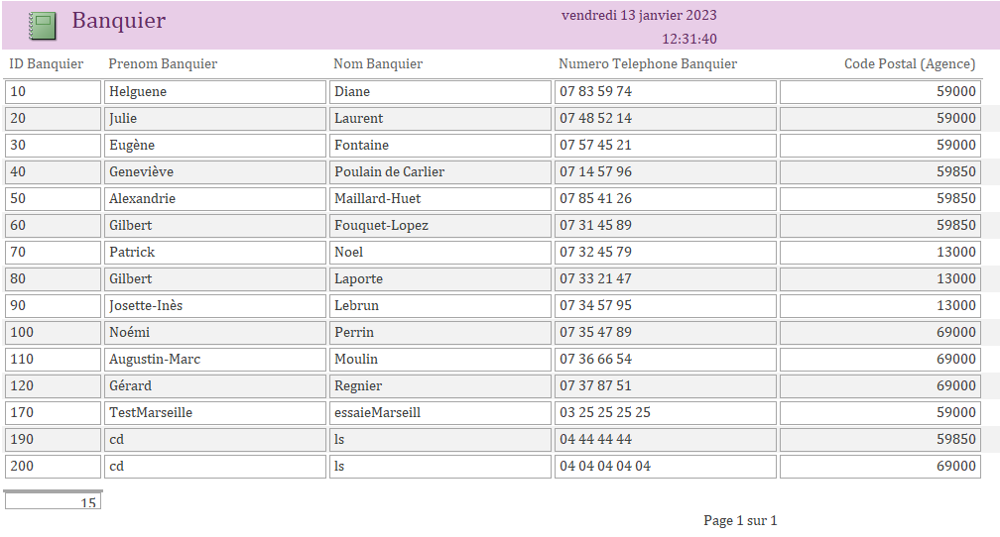 Banquier vendredi 13 janvier 2023
12:31:40
ID Banquier Prenom Banquier Nom Banquier Numero Telephone Banquier Code Postal (Agence)
10 Helguene Diane 07 83 59 74 59000
20 Julie Laurent 07 48 52 14 59000
30 Eugène Fontaine 07 57 45 21 59000
40 Geneviève Poulain de Carlier 07 14 57 96 59850
50 Alexandrie Maillard-Huet 07 85 41 26 59850
60 Gilbert Fouquet-Lopez 07 31 45 89 59850
70 Patrick Noel 07 32 45 79 13000
80 Gilbert Laporte 07 33 21 47 13000
90 Josette-Inès Lebrun 07 34 57 95 13000
100 Noémi Perrin 07 35 47 89 69000
110 Augustin-Marc Moulin 07 36 66 54 69000
120 Gérard Regnier 07 37 87 51 69000
170 TestMarseille essaieMarseill 03 25 25 25 25 59000
190 cd ls 04 44 44 44 59850
200 cd ls 04 04 04 04 04 69000
15
Page 1 sur 1